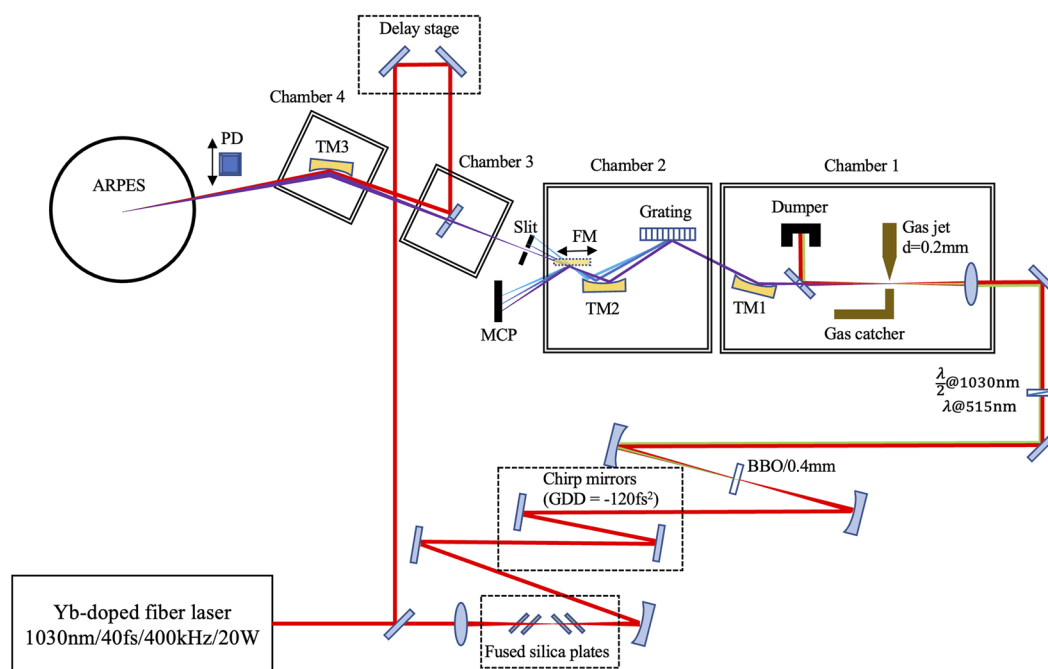 Delay stage
Chamber 4
PD
TM3
Chamber 3
Chamber 2
Chamber 1
ARPES
Slit
FM
Grating
Dumper
Gas jet
d=0.2mm
TM2
TM1
MCP
Gas catcher
λ/2@1030nm
λ@515nm
BBO/0.4mm
Chirp mirrors
(GDD = -120fs²)
Yb-doped fiber laser
1030nm/40fs/400kHz/20W
Fused silica plates